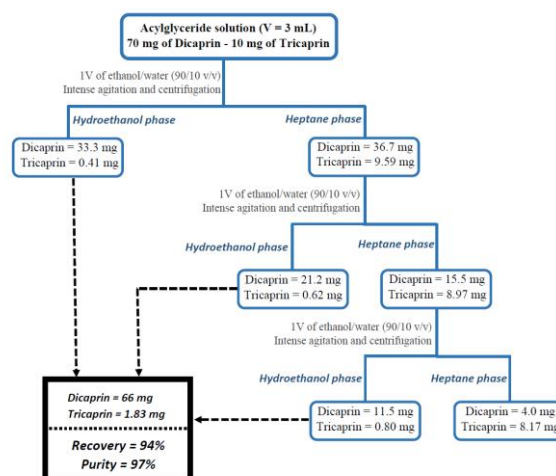 Acylglyceride solution (V = 3 mL)
70 mg of Dicaprin - 10 mg of Tricaprin
1V of ethanol/water (90/10 v/v)
Intense agitation and centrifugation
Hydroethanol phase
Heptane phase
Dicaprin = 33.3 mg
Tricaprin = 0.41 mg
Dicaprin = 36.7 mg
Tricaprin = 9.59 mg
1V of ethanol/water (90/10 v/v)
Intense agitation and centrifugation
Hydroethanol phase
Heptane phase
Dicaprin = 21.2 mg
Tricaprin = 0.62 mg
Dicaprin = 15.5 mg
Tricaprin = 8.97 mg
1V of ethanol/water (90/10 v/v)
Intense agitation and centrifugation
Hydroethanol phase
Heptane phase
Dicaprin = 66 mg
Tricaprin = 1.83 mg
Recovery = 94%
Purity = 97%
Dicaprin = 11.5 mg
Tricaprin = 0.80 mg
Dicaprin = 4.0 mg
Tricaprin = 8.17 mg